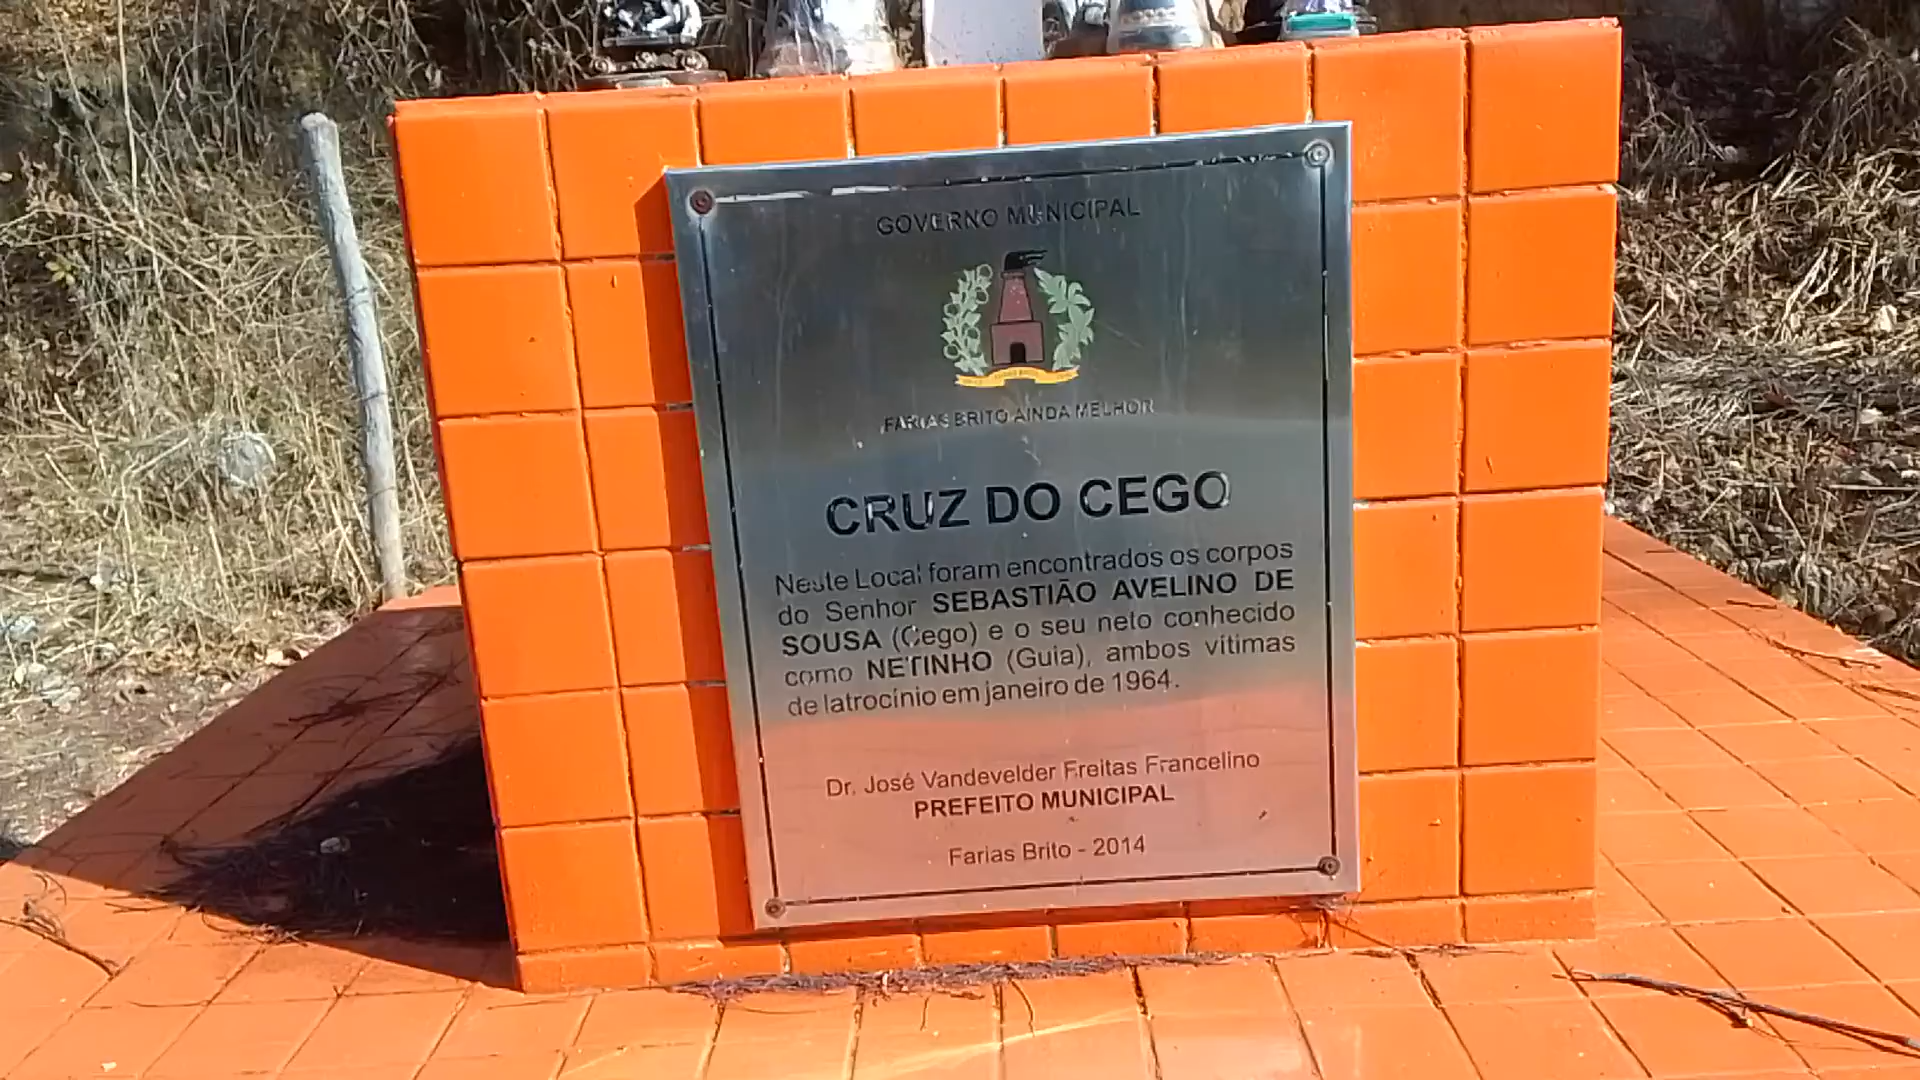 GOVERNO MUNICIPAL
FARIAS BRITO AINDA MELHOR
CRUZ DO CEGO
Neste Local foram encontrados os corpos
do Senhor SEBASTIÃO AVELINO DE
SOUSA (Cego) e o seu neto conhecido
como NETINHO (Guia), ambos vítimas
de latrocínio em janeiro de 1964.
Dr. José Vandevelder Freitas Francelino
PREFEITO MUNICIPAL
Farias Brito - 2014